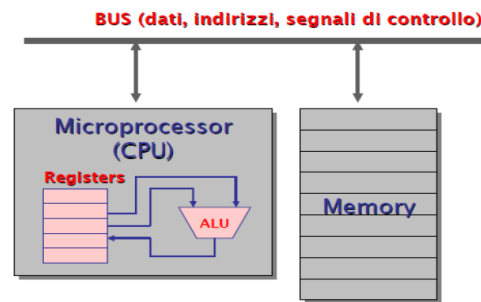 BUS (dati, indirizzi, segnali di controllo)
Microprocessor
(CPU)
Registers
ALU
Memory